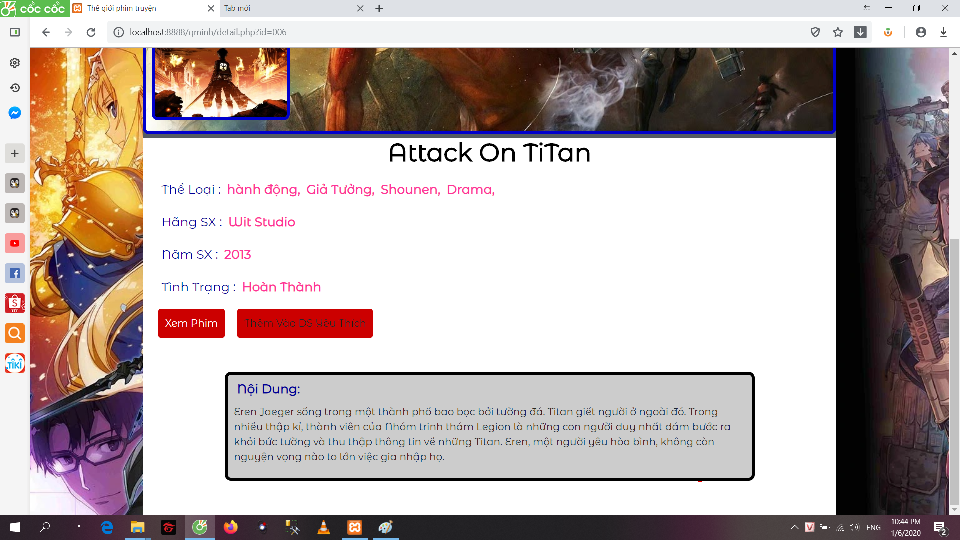 cốc cốc
Thế giới phim truyện
Tab mới
localhost:8888/qminh/detail.php?id=006
Attack On TiTan
Thể Loại : hành động, Giả Tưởng, Shounen, Drama,
Hãng SX : Wit Studio
Năm SX : 2013
Tình Trạng : Hoàn Thành
Xem Phim
Nội Dung:
Eren Jaeger sống trong một thành phố bao bọc bởi tường đá. Titan giết người ở ngoài đó. Trong
nhiều thập kỉ, thành viên của Nhóm trinh thám Legion là những con người duy nhất dám bước ra
khỏi bức tường và thu thập thông tin về những Titan. Eren, một người yêu hòa bình, không còn
nguyện vọng nào to lớn việc gia nhập họ.
TIKI
ENG
10:44 PM
1/6/2020
2